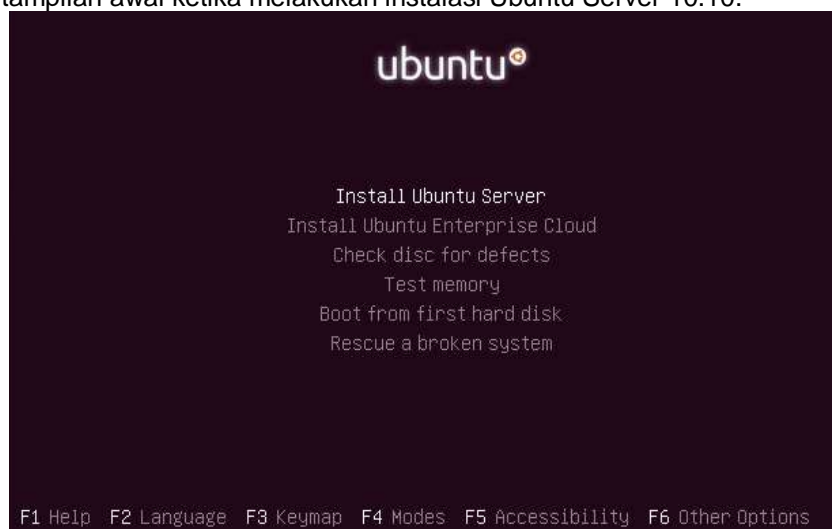 tampilan awal ketika melakukan instalasi Ubuntu Server 10.10.
ubuntu
Install Ubuntu Server
Install Ubuntu Enterprise Cloud
Check disc for defects
Test memory
Boot from first hard disk
Rescue a broken system
F1 Help F2 Language F3 Keymap F4 Modes F5 Accessibility F6 Other Options